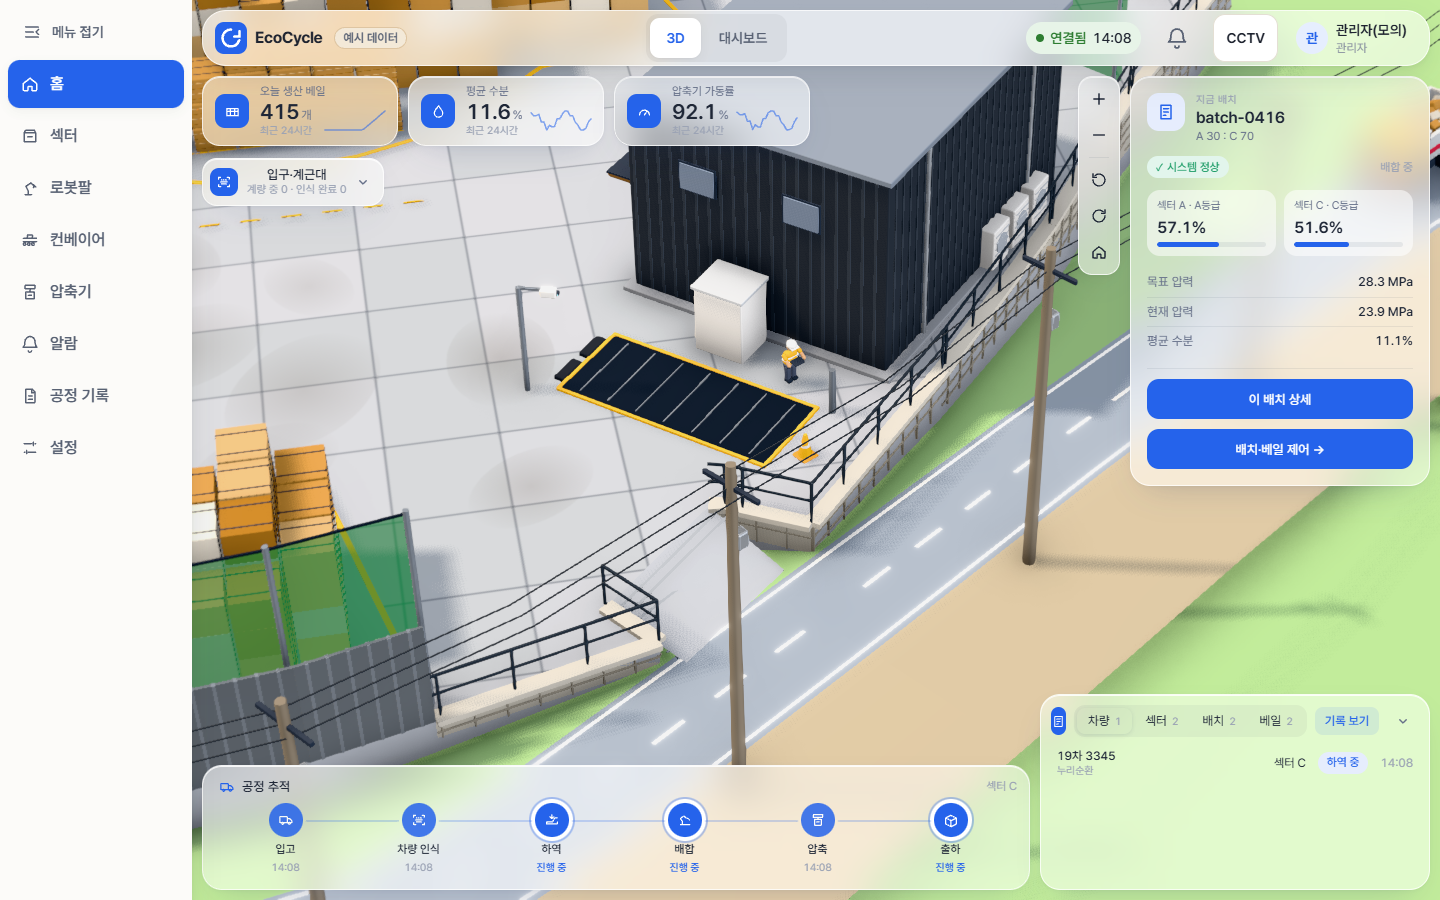 메뉴 접기
홈
섹터
로봇팔
컨베이어
압축기
알람
공정 기록
설정
EcoCycle
예시 데이터
3D
대시보드
연결됨 14:08
CCTV
관
관리자(모의)
관리자
오늘 생산 베일
415개
최근 24시간
평균 수분
11.6%
최근 24시간
압축기 가동률
92.1%
최근 24시간
입구·계근대
계량 중 0 · 인식 완료 0
지금 배치
batch-0416
A 30 : C 70
✓ 시스템 정상
배합 중
섹터 A · A등급
57.1%
섹터 C · C등급
51.6%
목표 압력 28.3 MPa
현재 압력 23.9 MPa
평균 수분 11.1%
이 배치 상세
배치·베일 제어 →
공정 추적
섹터 C
입고
14:08
차량 인식
14:08
하역
진행 중
배합
진행 중
압축
14:08
출하
진행 중
차량 1
섹터 2
배치 2
베일 2
기록 보기
19차 3345
누리순환
섹터 C
하역 중
14:08